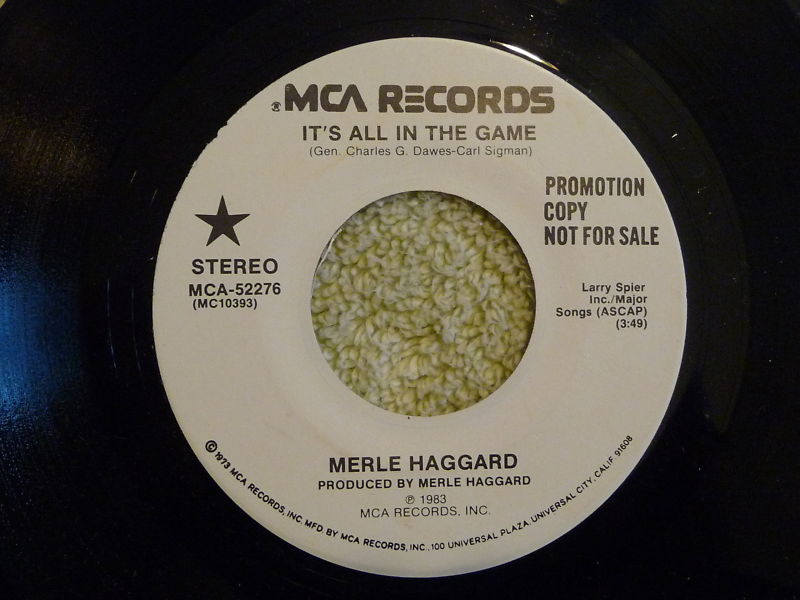 ® MCA RECORDS
IT'S ALL IN THE GAME
(Gen. Charles G. Dawes-Carl Sigman)
PROMOTION
COPY
NOT FOR SALE
STEREO
MCA-52276
(MC10393)
Larry Spier
Inc./Major
Songs (ASCAP)
(3:49)
MERLE HAGGARD
PRODUCED BY MERLE HAGGARD
℗ 1983
MCA RECORDS, INC.
© 1973 MCA RECORDS, INC. MFD. BY MCA RECORDS, INC., 100 UNIVERSAL PLAZA, UNIVERSAL CITY, CALIF. 91608